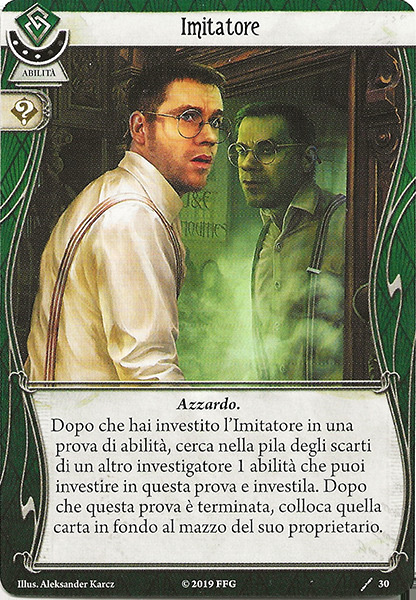 Imitatore
ABILITÀ
?
Azzardo.
Dopo che hai investito l'Imitatore in una
prova di abilità, cerca nella pila degli scarti
di un altro investigatore 1 abilità che puoi
investire in questa prova e investila. Dopo
che questa prova è terminata, colloca quella
carta in fondo al mazzo del suo proprietario.
Illus. Aleksander Karcz
© 2019 FFG
30